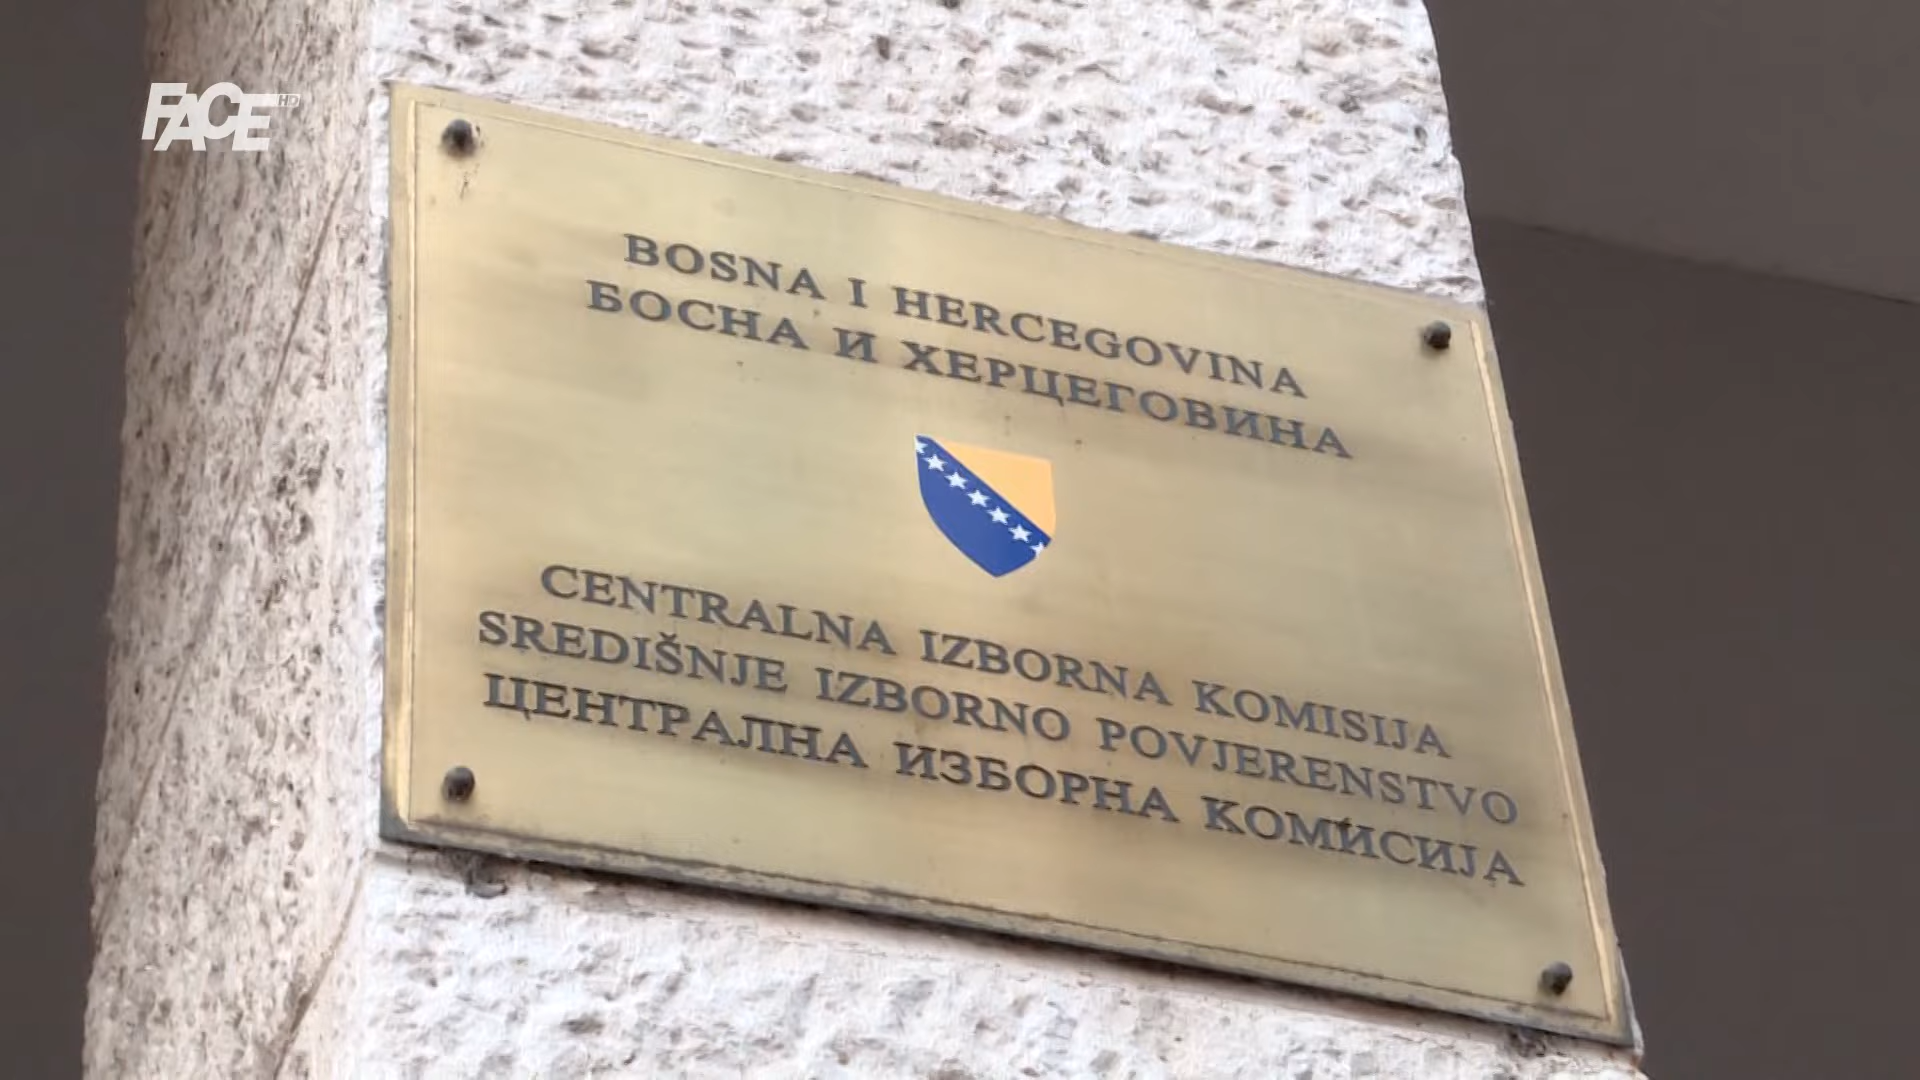 FACE HD
BOSNA I HERCEGOVINA
БОСНА И ХЕРЦЕГОВИНА
CENTRALNA IZBORNA KOMISIJA
SREDIŠNJE IZBORNO POVJERENSTVO
ЦЕНТРАЛНА ИЗБОРНА КОМИСИЈА